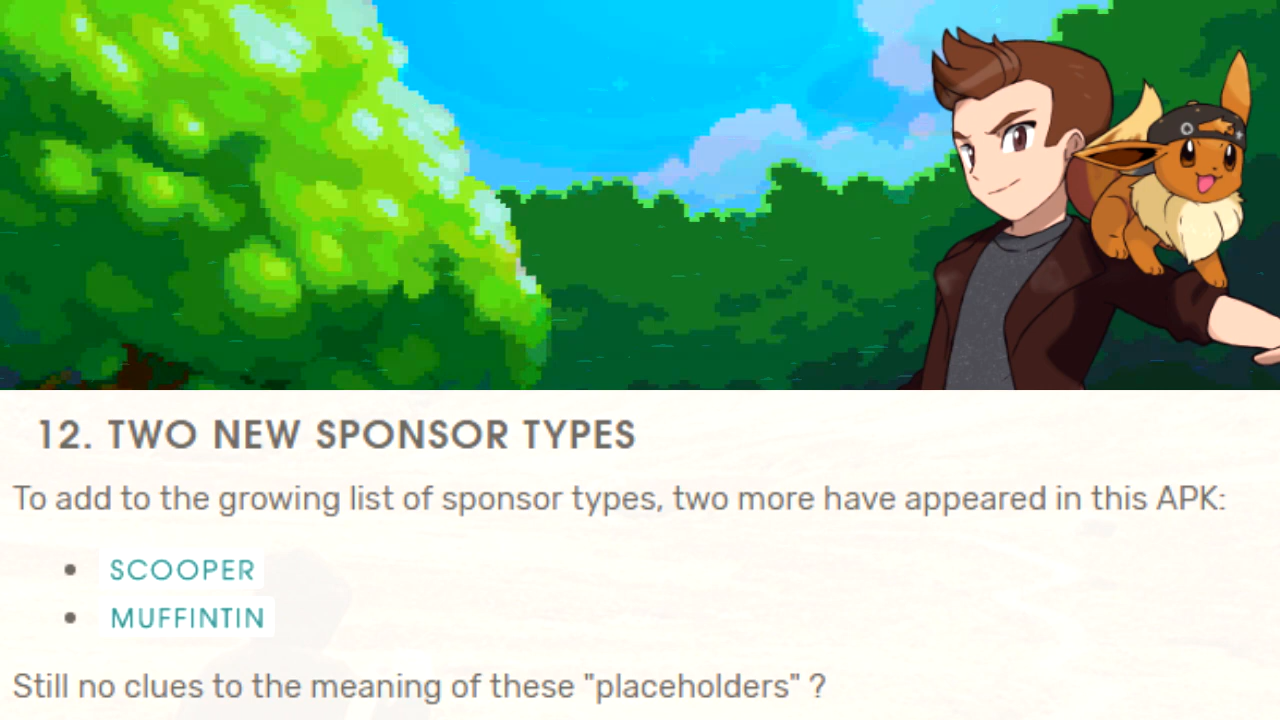 12. TWO NEW SPONSOR TYPES
To add to the growing list of sponsor types, two more have appeared in this APK:
• SCOOPER
• MUFFINTIN
Still no clues to the meaning of these "placeholders" ?